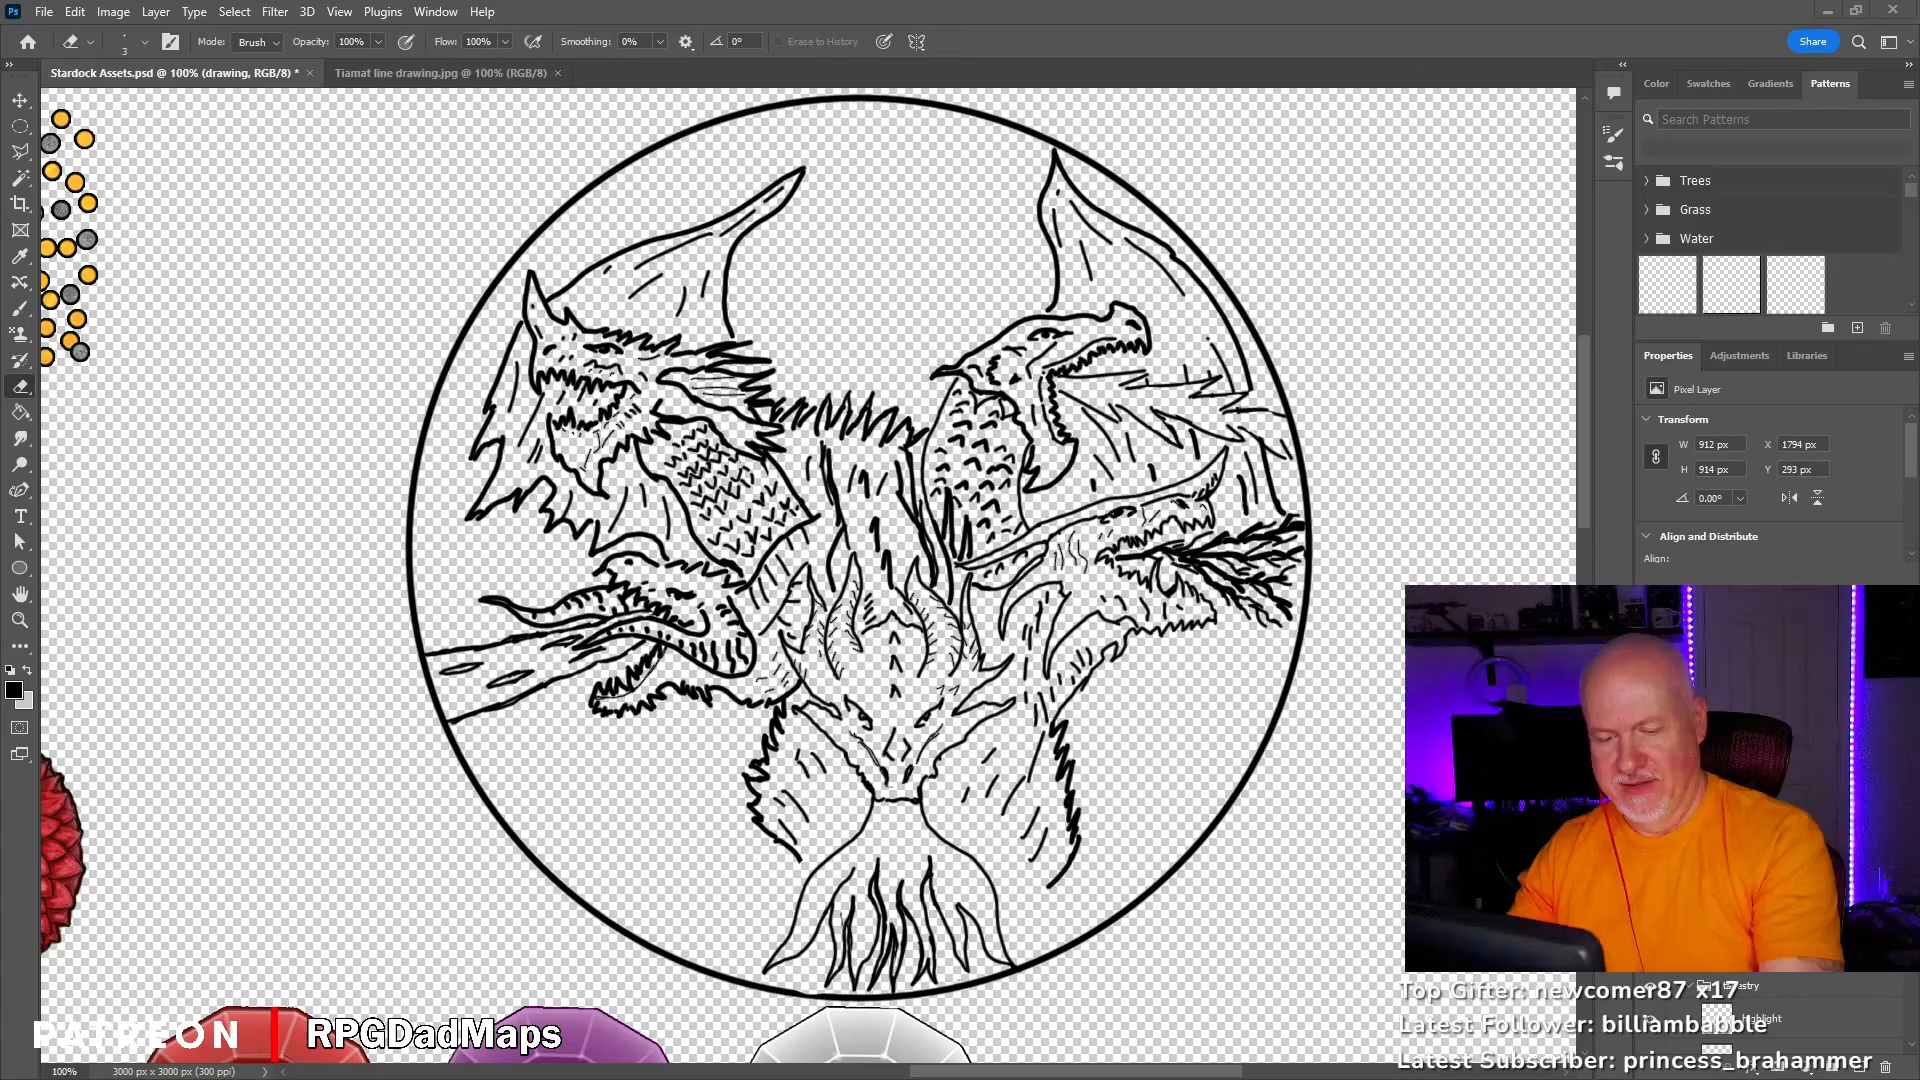 Ps File Edit Image Layer Type Select Filter 3D View Plugins Window Help
3 Mode: Brush Opacity: 100% Flow: 100% Smoothing: 0% 0° Erase to History Share
Stardock Assets.psd @ 100% (drawing, RGB/8) * × Tiamat line drawing.jpg @ 100% (RGB/8) ×
Color Swatches Gradients Patterns
Search Patterns
Trees
Grass
Water
Properties Adjustments Libraries
Pixel Layer
Transform
W 912 px X 1794 px
H 914 px Y 293 px
0.00°
Align and Distribute
Align:
Top Gifter: newcomer87 x17
Latest Follower: billiambabble
Latest Subscriber: princess_brahammer
PATREON RPGDadMaps
100% 3000 px x 3000 px (300 ppi)